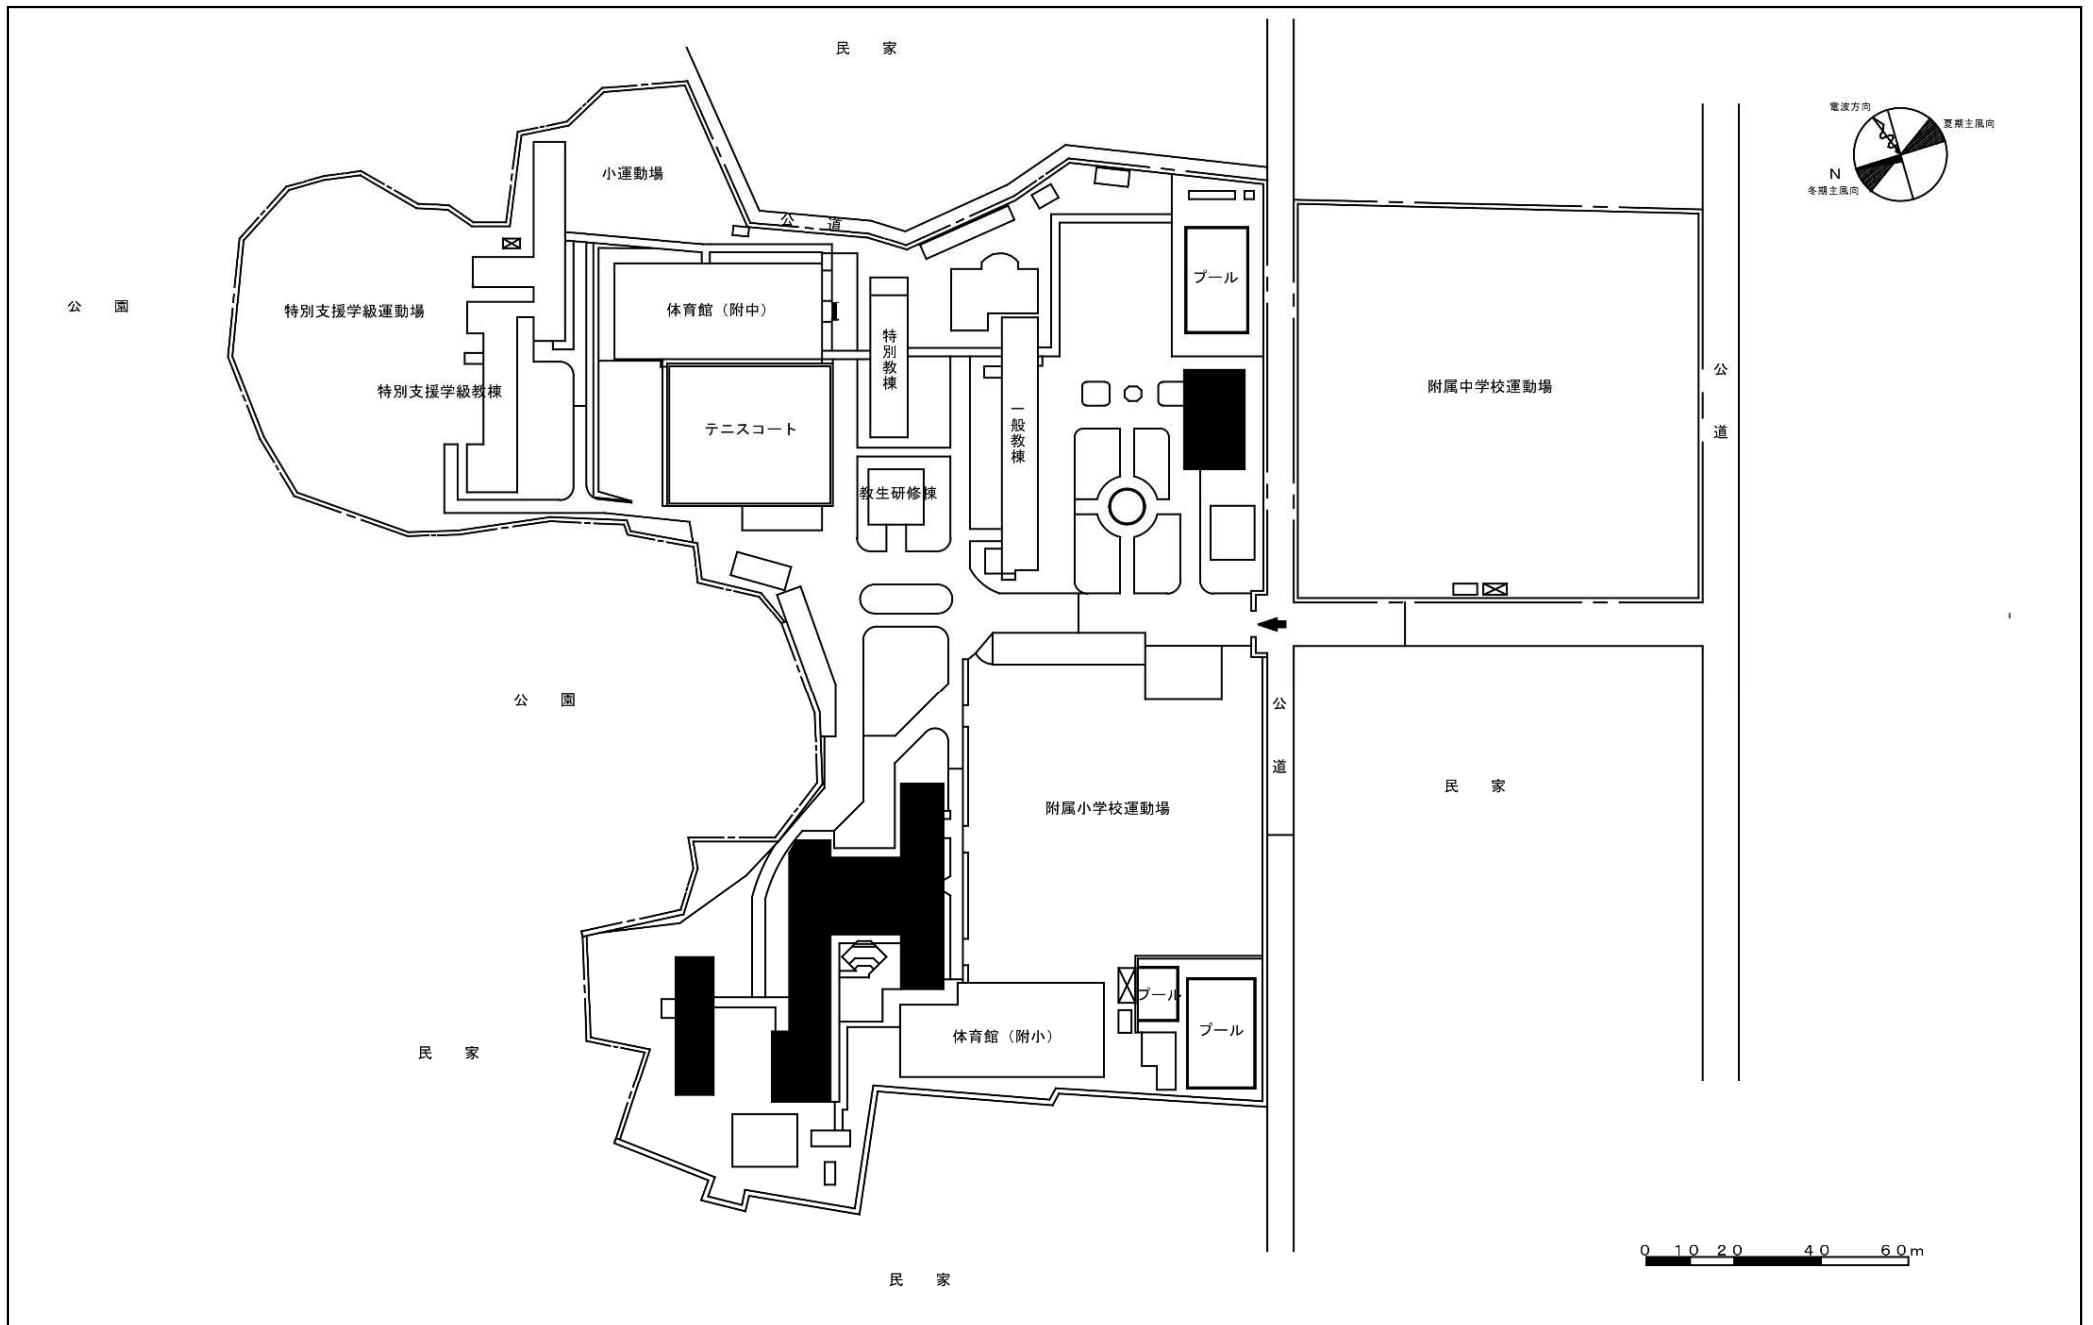 民　家
電波方向
夏期主風向
N
冬期主風向
小運動場
公　道
プール
公　園
特別支援学級運動場
体育館（附中）
特別教棟
特別支援学級教棟
テニスコート
一般教棟
附属中学校運動場
公　道
教生研修棟
公　園
公　道
附属小学校運動場
民　家
プール
プール
体育館（附小）
民　家
民　家
0 10 20 40 60m